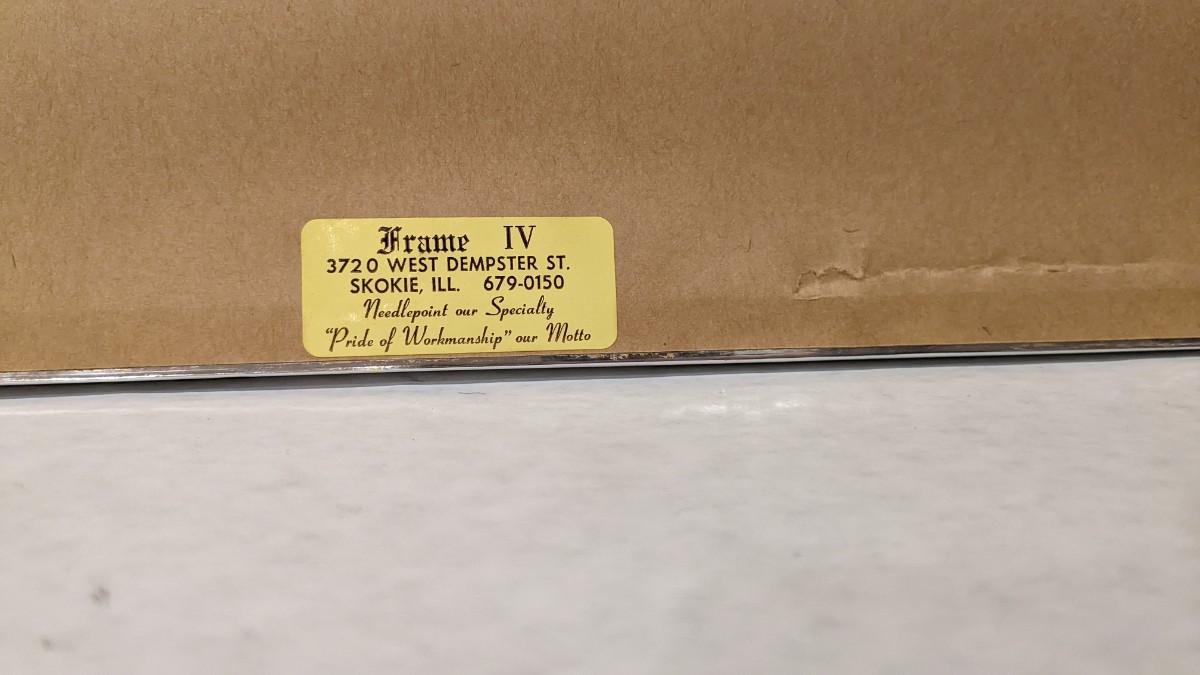 Frame IV
3720 WEST DEMPSTER ST.
SKOKIE, ILL. 679-0150
Needlepoint our Specialty
"Pride of Workmanship" our Motto